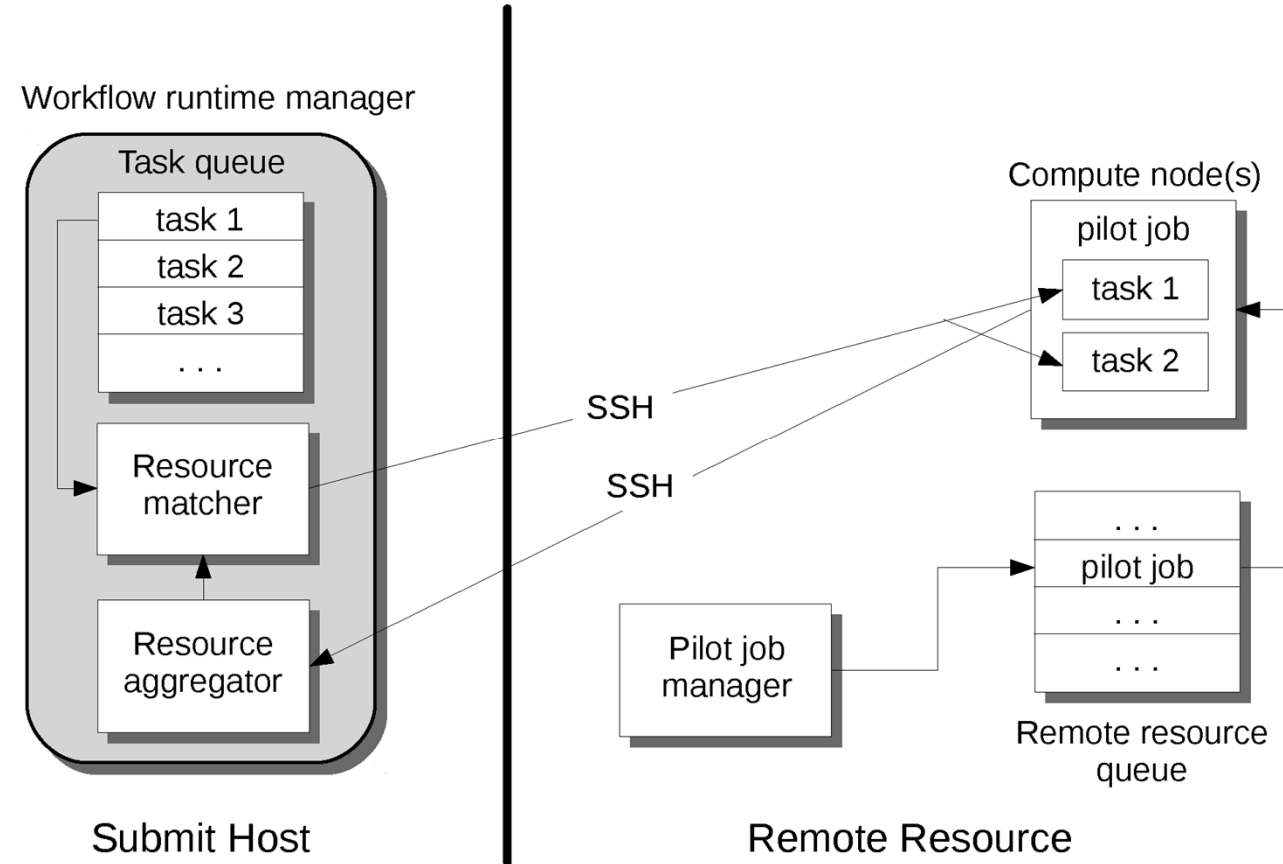 Workflow runtime manager
Task queue
task 1
task 2
task 3
. . .
Resource
matcher
Resource
aggregator
Submit Host
SSH
SSH
Compute node(s)
pilot job
task 1
task 2
. . .
pilot job
. . .
. . .
Remote resource
queue
Pilot job
manager
Remote Resource